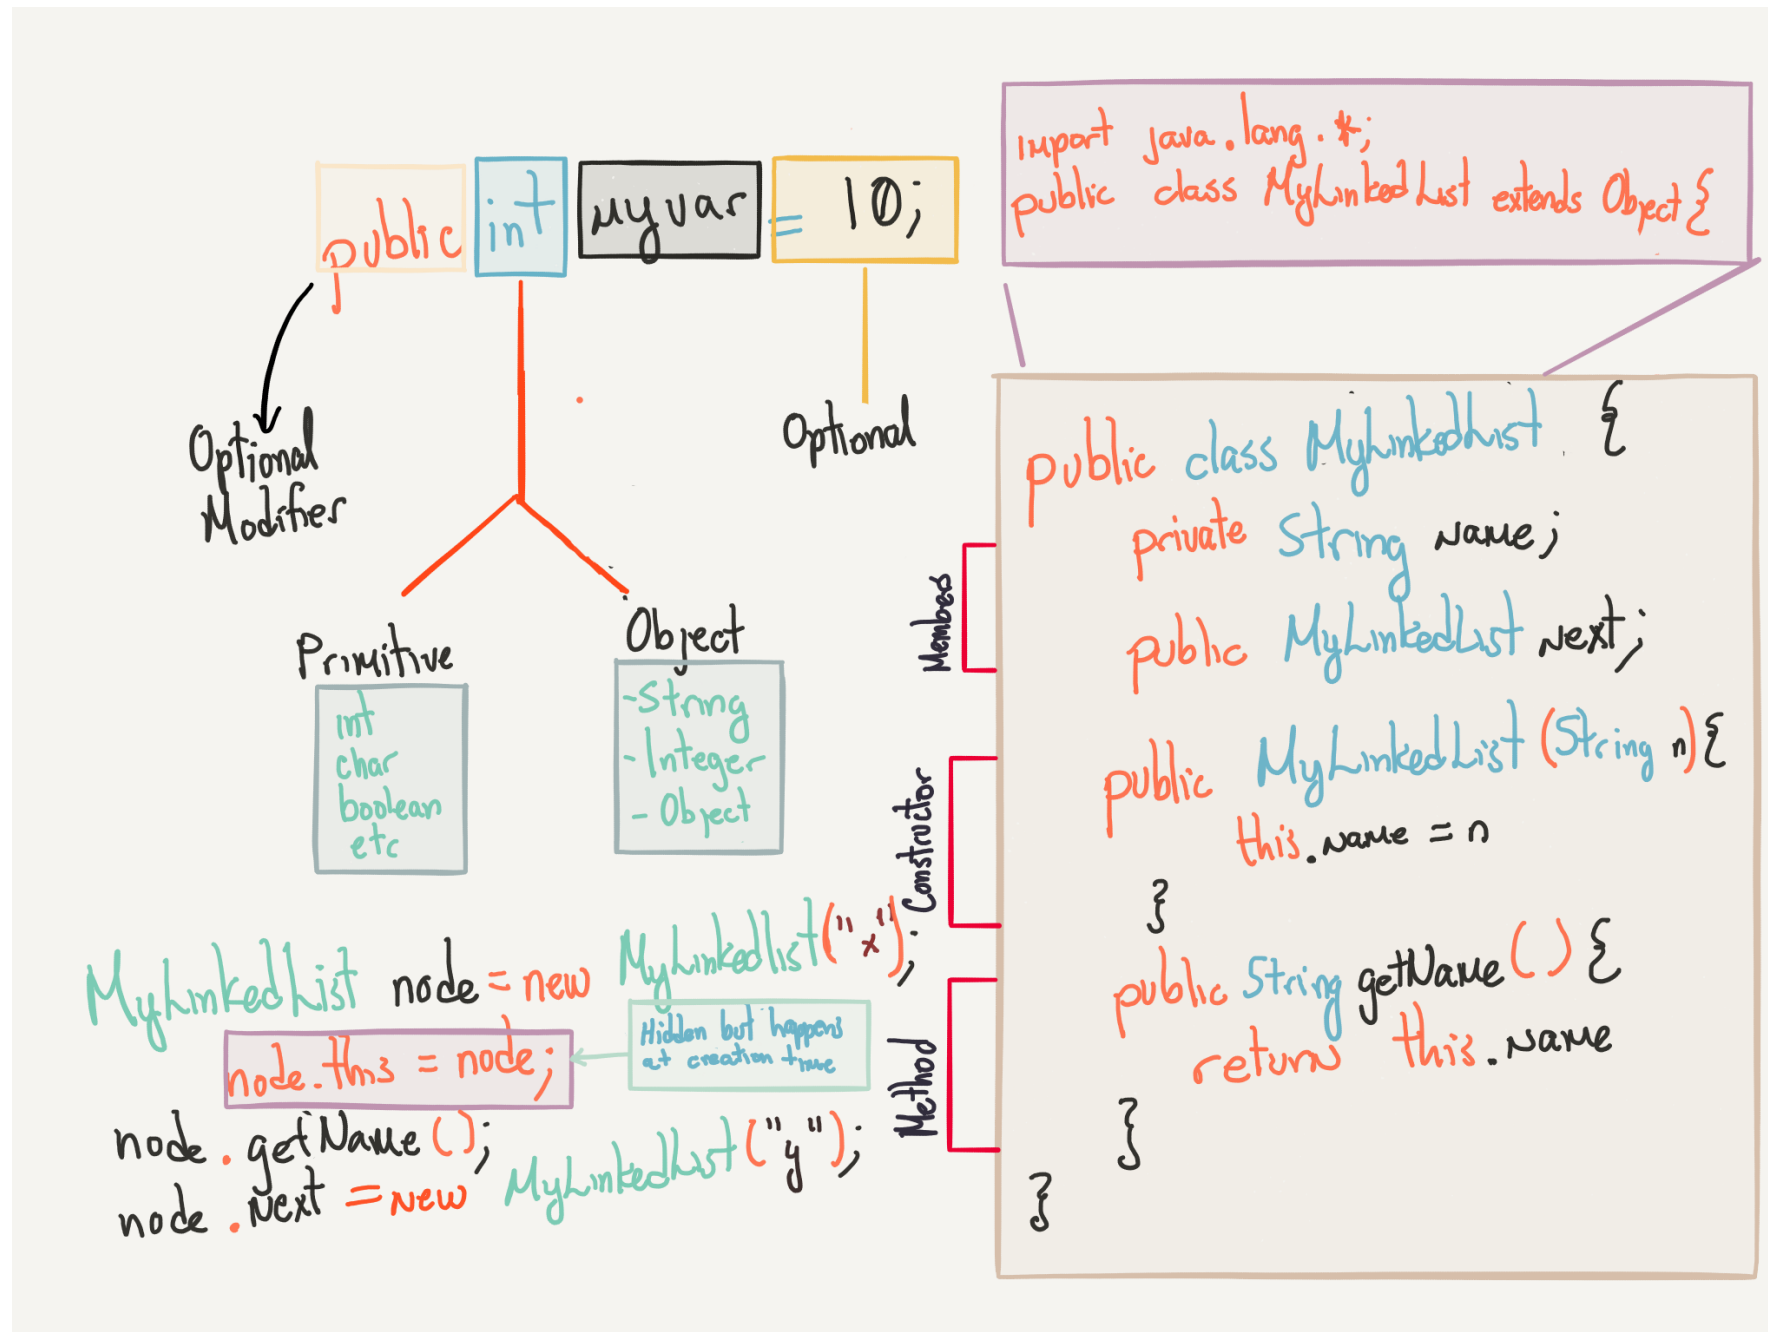 public int myvar = 10;
Optional
Modifier
Optional
Primitive
int
char
boolean
etc
Object
-String
-Integer
- Object
MyLinkedList node = new MyLinkedlist("x");
node.this = node;
Hidden but happens
at creation time
node.getName();
node.next = new MyLinkedList("y");
import java.lang.*;
public class MyLinkedList extends Object{
public class MyLinkedList {
private String name;
public MyLinkedList next;
public MyLinkedList(String n){
this.name = n
}
public String getName() {
return this.name
}
}
Members
Constructor
Method